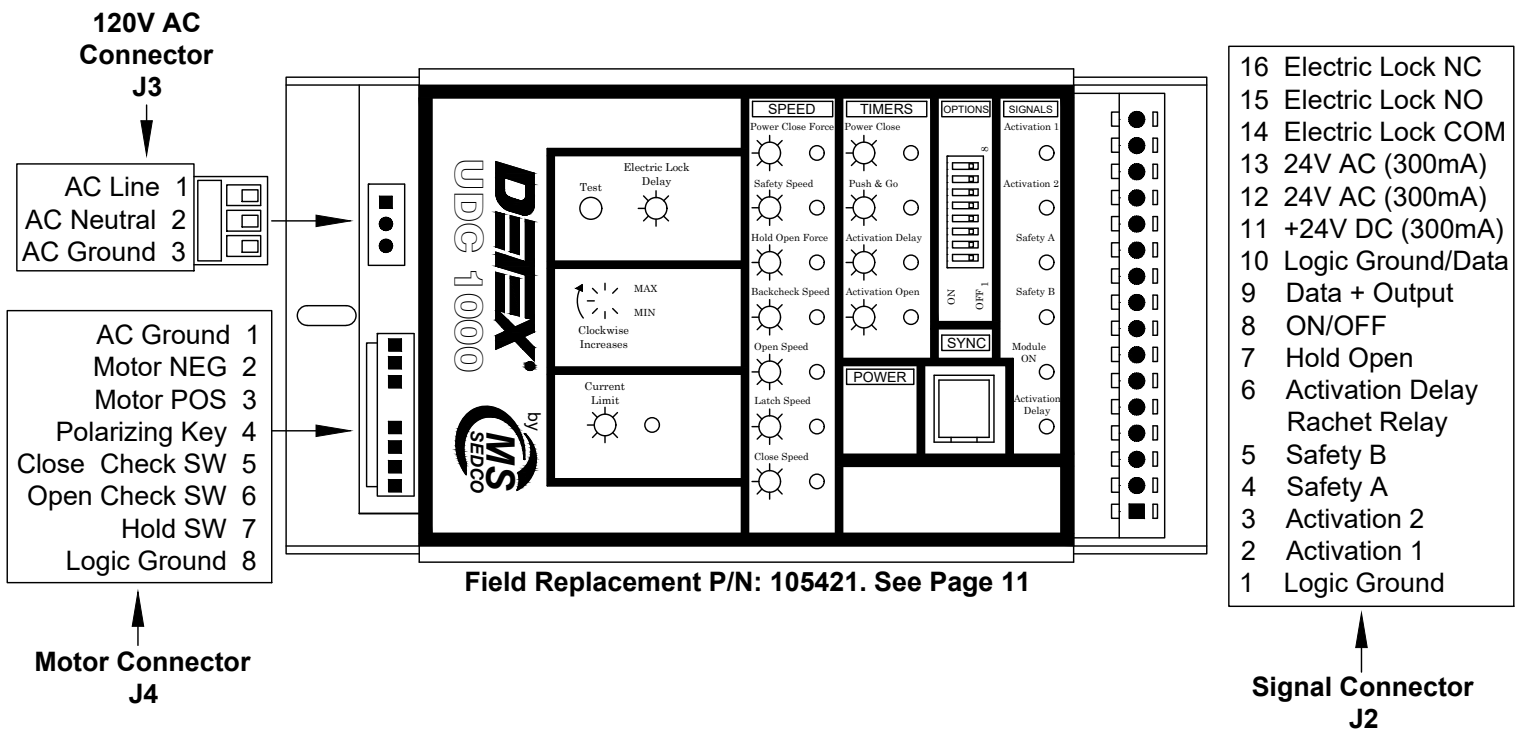 120V AC
Connector
J3
AC Line 1
AC Neutral 2
AC Ground 3
AC Ground 1
Motor NEG 2
Motor POS 3
Polarizing Key 4
Close Check SW 5
Open Check SW 6
Hold SW 7
Logic Ground 8
Motor Connector
J4
DETEX
UDC 1000
by
MS
SEDCO
Test
Electric Lock
Delay
MAX
MIN
Clockwise
Increases
Current
Limit
SPEED
Power Close Force
Safety Speed
Hold Open Force
Backcheck Speed
Open Speed
Latch Speed
Close Speed
TIMERS
Power Close
Push & Go
Activation Delay
Activation Open
POWER
OPTIONS
8
ON
OFF 1
SYNC
SIGNALS
Activation 1
Activation 2
Safety A
Safety B
Module
ON
Activation
Delay
Field Replacement P/N: 105421. See Page 11
16 Electric Lock NC
15 Electric Lock NO
14 Electric Lock COM
13 24V AC (300mA)
12 24V AC (300mA)
11 +24V DC (300mA)
10 Logic Ground/Data
9 Data + Output
8 ON/OFF
7 Hold Open
6 Activation Delay
Rachet Relay
5 Safety B
4 Safety A
3 Activation 2
2 Activation 1
1 Logic Ground
Signal Connector
J2